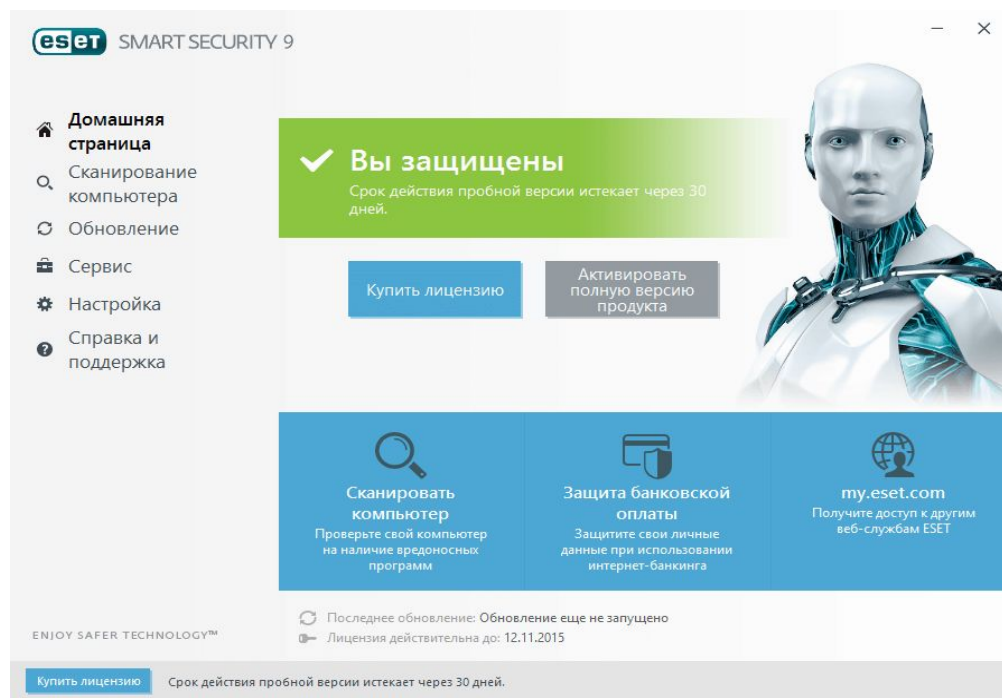 eset SMART SECURITY 9
Домашняя
страница
Сканирование
компьютера
Обновление
Сервис
Настройка
Справка и
поддержка
Вы защищены
Срок действия пробной версии истекает через 30
дней.
Купить лицензию
Активировать
полную версию
продукта
Сканировать
компьютер
Проверьте свой компьютер
на наличие вредоносных
программ
Защита банковской
оплаты
Защитите свои личные
данные при использовании
интернет-банкинга
my.eset.com
Получите доступ к другим
веб-службам ESET
Последнее обновление: Обновление еще не запущено
Лицензия действительна до: 12.11.2015
ENJOY SAFER TECHNOLOGY™
Купить лицензию
Срок действия пробной версии истекает через 30 дней.